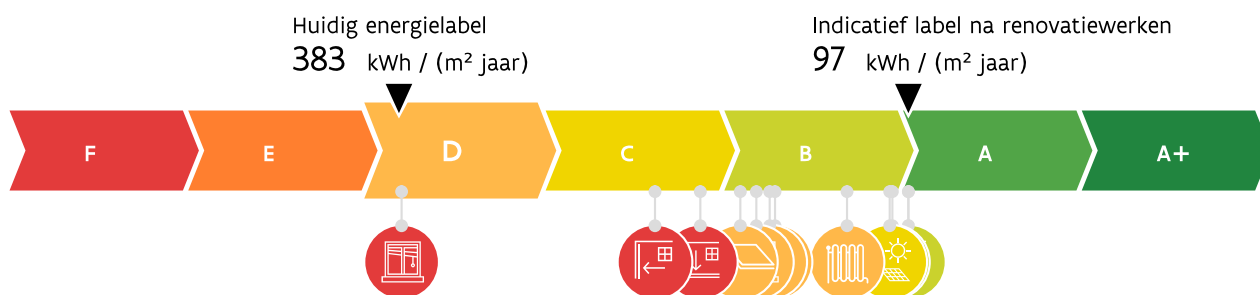 Huidig energielabel
383 kWh / (m² jaar)
Indicatief label na renovatiewerken
97 kWh / (m² jaar)
F E D C B A A+